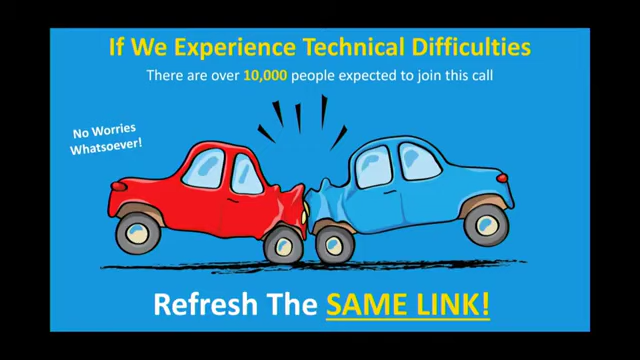 If We Experience Technical Difficulties
There are over 10,000 people expected to join this call
No Worries
Whatsoever!
Refresh The SAME LINK!